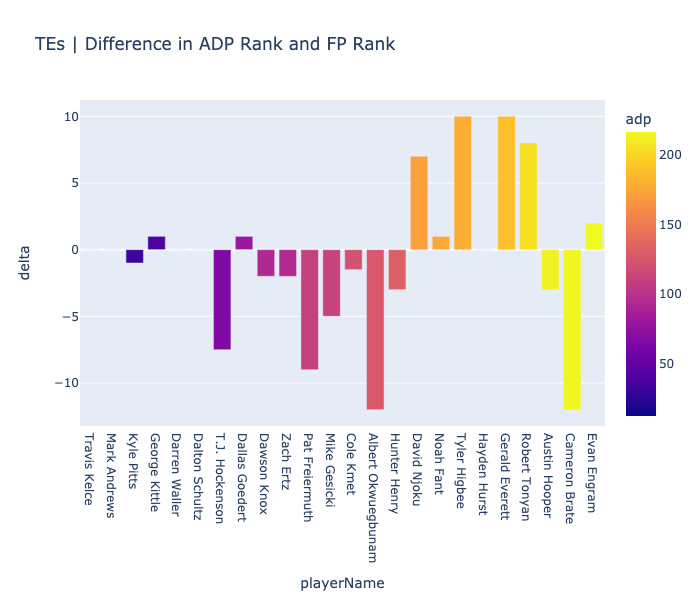 TEs | Difference in ADP Rank and FP Rank
adp
10
5
0
−5
−10
delta
200
150
100
50
Travis Kelce
Mark Andrews
Kyle Pitts
George Kittle
Darren Waller
Dalton Schultz
T.J. Hockenson
Dallas Goedert
Dawson Knox
Zach Ertz
Pat Freiermuth
Mike Gesicki
Cole Kmet
Albert Okwuegbunam
Hunter Henry
David Njoku
Noah Fant
Tyler Higbee
Hayden Hurst
Gerald Everett
Robert Tonyan
Austin Hooper
Cameron Brate
Evan Engram
playerName